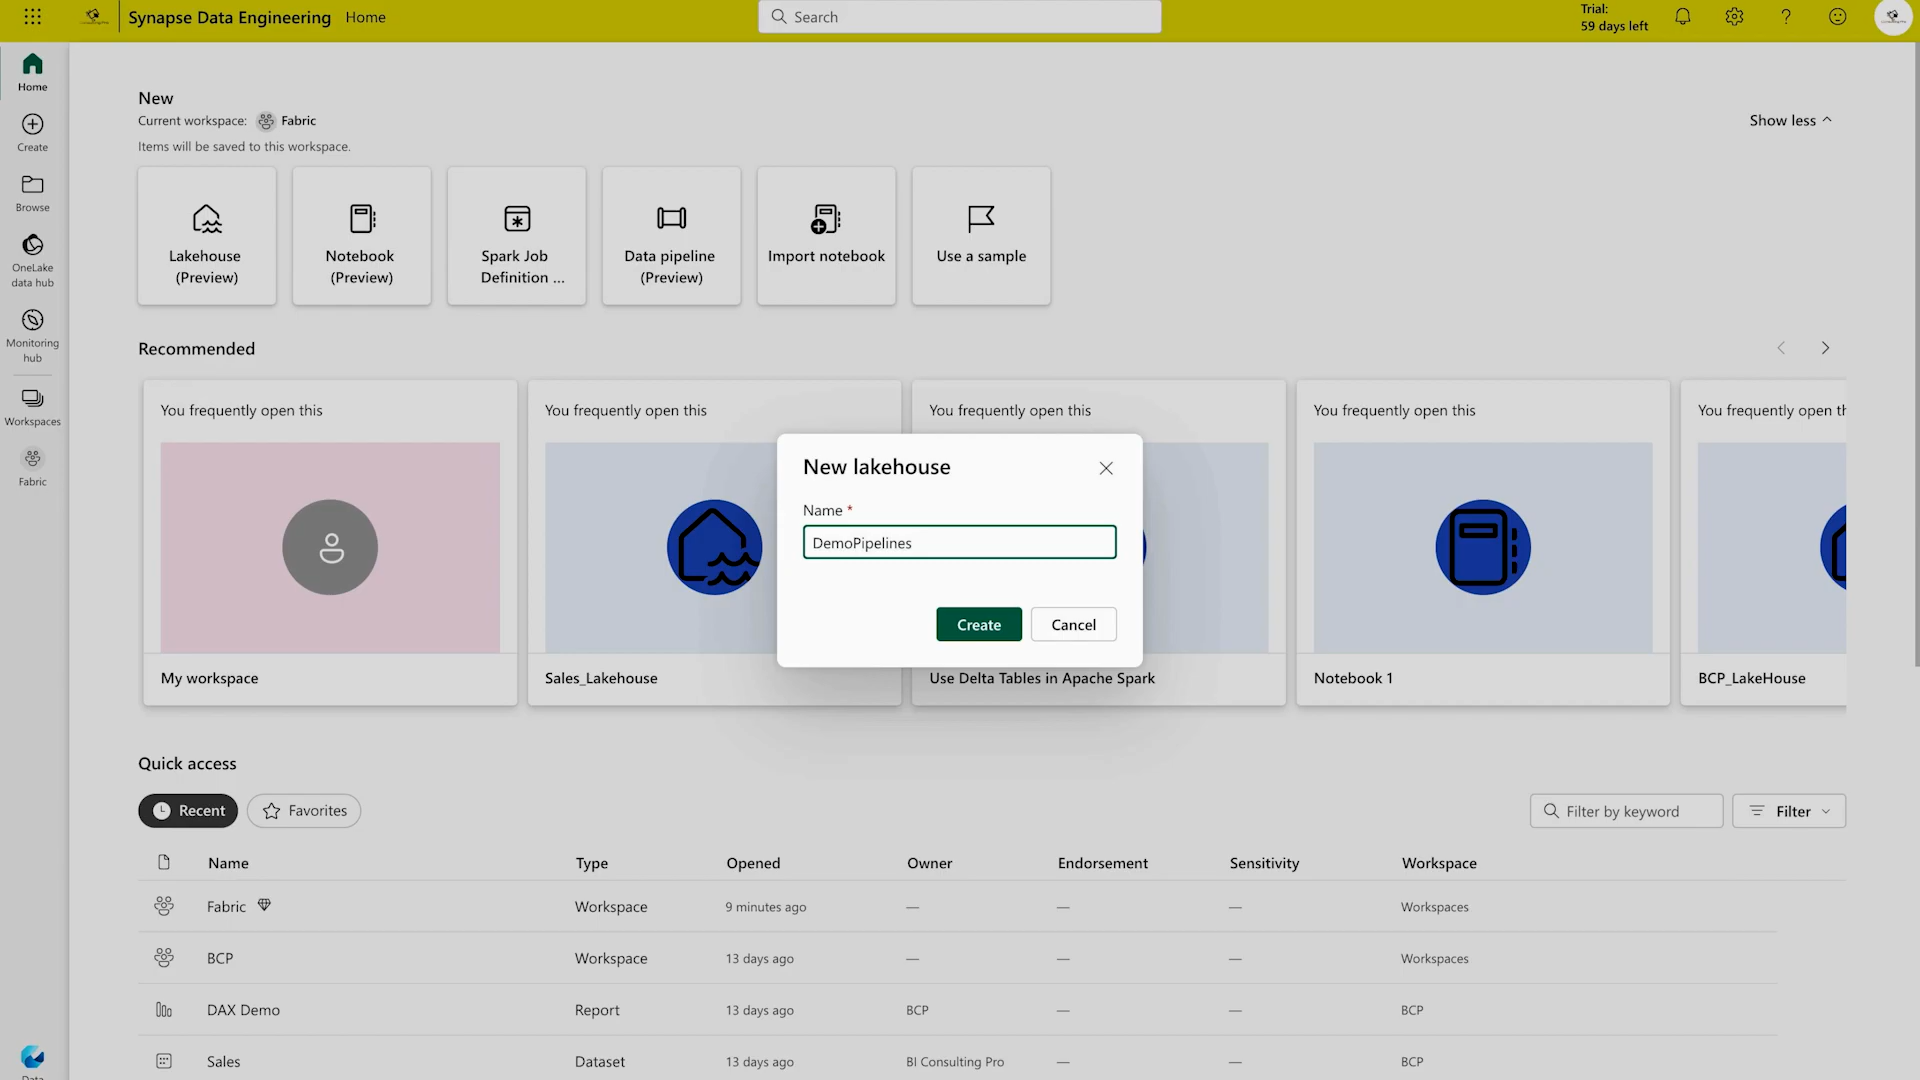 Synapse Data Engineering Home
Search
Trial:
59 days left
Home
Create
Browse
OneLake
data hub
Monitoring
hub
Workspaces
Fabric
New
Current workspace: Fabric
Show less
Items will be saved to this workspace.
Lakehouse
(Preview)
Notebook
(Preview)
Spark Job
Definition ...
Data pipeline
(Preview)
Import notebook
Use a sample
Recommended
You frequently open this
You frequently open this
You frequently open this
You frequently open this
You frequently open th
New lakehouse
Name *
DemoPipelines
Create Cancel
My workspace
Sales_Lakehouse
Use Delta Tables in Apache Spark
Notebook 1
BCP_LakeHouse
Quick access
Recent Favorites
Filter by keyword
Filter
Name Type Opened Owner Endorsement Sensitivity Workspace
Fabric Workspace 9 minutes ago — — — Workspaces
BCP Workspace 13 days ago — — — Workspaces
DAX Demo Report 13 days ago BCP — — BCP
Sales Dataset 13 days ago BI Consulting Pro — — BCP